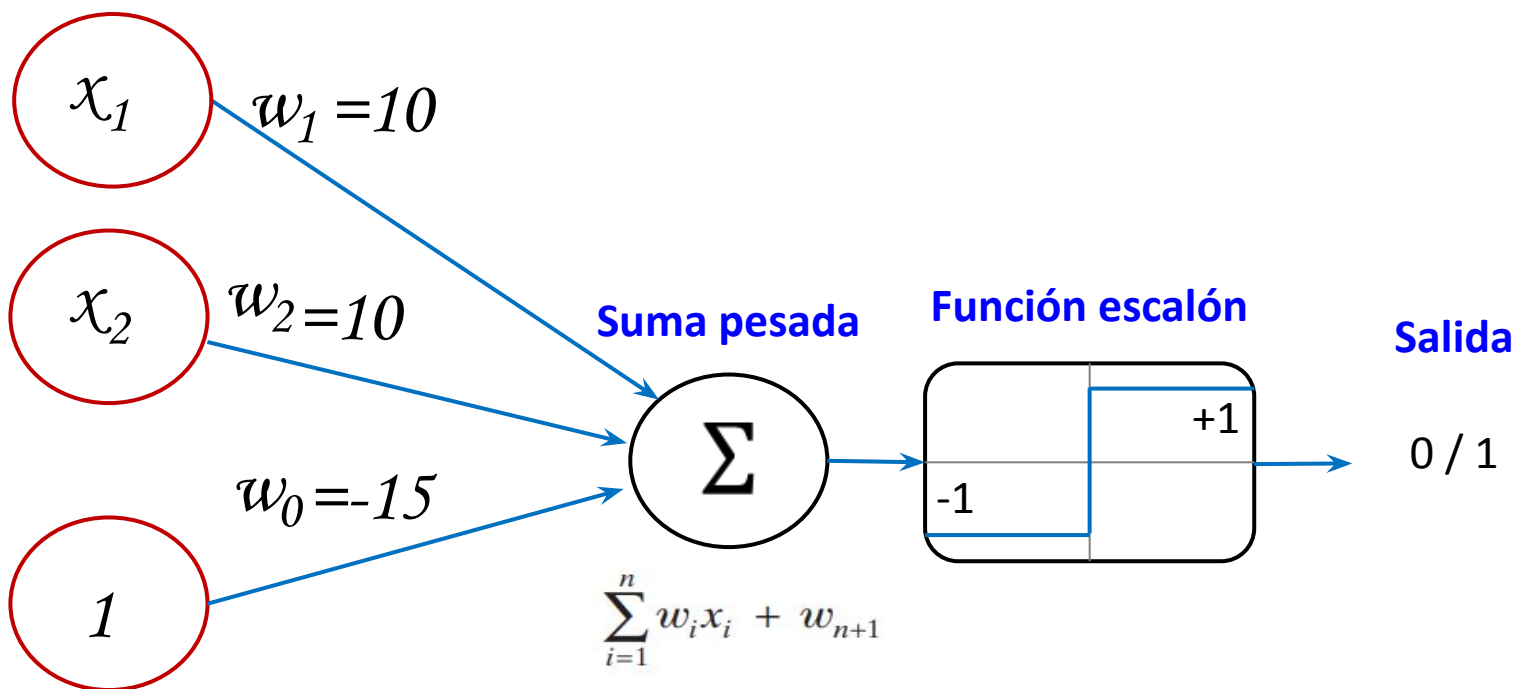 x₁
w₁ =10
x₂
w₂ =10
Suma pesada
Función escalón
Salida
Σ
+1
-1
0 / 1
w₀ =-15
1
n
∑ wᵢxᵢ + wₙ₊₁
i=1